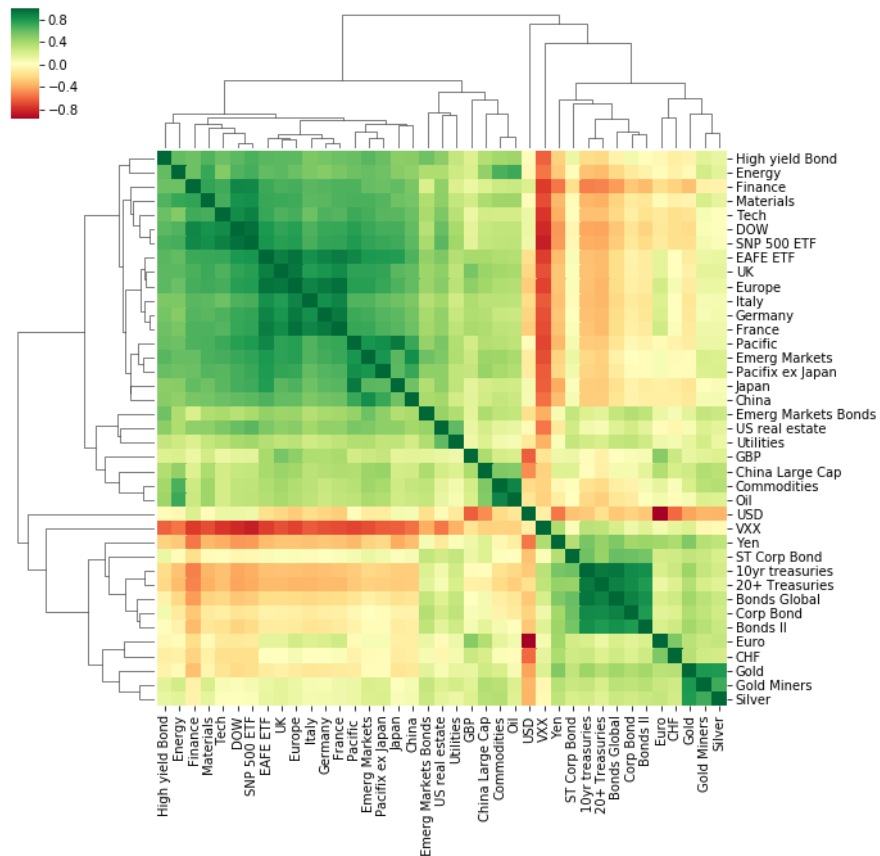 0.8
0.4
0.0
−0.4
−0.8
High yield Bond
Energy
Finance
Materials
Tech
DOW
SNP 500 ETF
EAFE ETF
UK
Europe
Italy
Germany
France
Pacific
Emerg Markets
Pacifix ex Japan
Japan
China
Emerg Markets Bonds
US real estate
Utilities
GBP
China Large Cap
Commodities
Oil
USD
VXX
Yen
ST Corp Bond
10yr treasuries
20+ Treasuries
Bonds Global
Corp Bond
Bonds II
Euro
CHF
Gold
Gold Miners
Silver
High yield Bond
Energy
Finance
Materials
Tech
DOW
SNP 500 ETF
EAFE ETF
UK
Europe
Italy
Germany
France
Pacific
Emerg Markets
Pacifix ex Japan
Japan
China
Emerg Markets Bonds
US real estate
Utilities
GBP
China Large Cap
Commodities
Oil
USD
VXX
Yen
ST Corp Bond
10yr treasuries
20+ Treasuries
Bonds Global
Corp Bond
Bonds II
Euro
CHF
Gold
Gold Miners
Silver